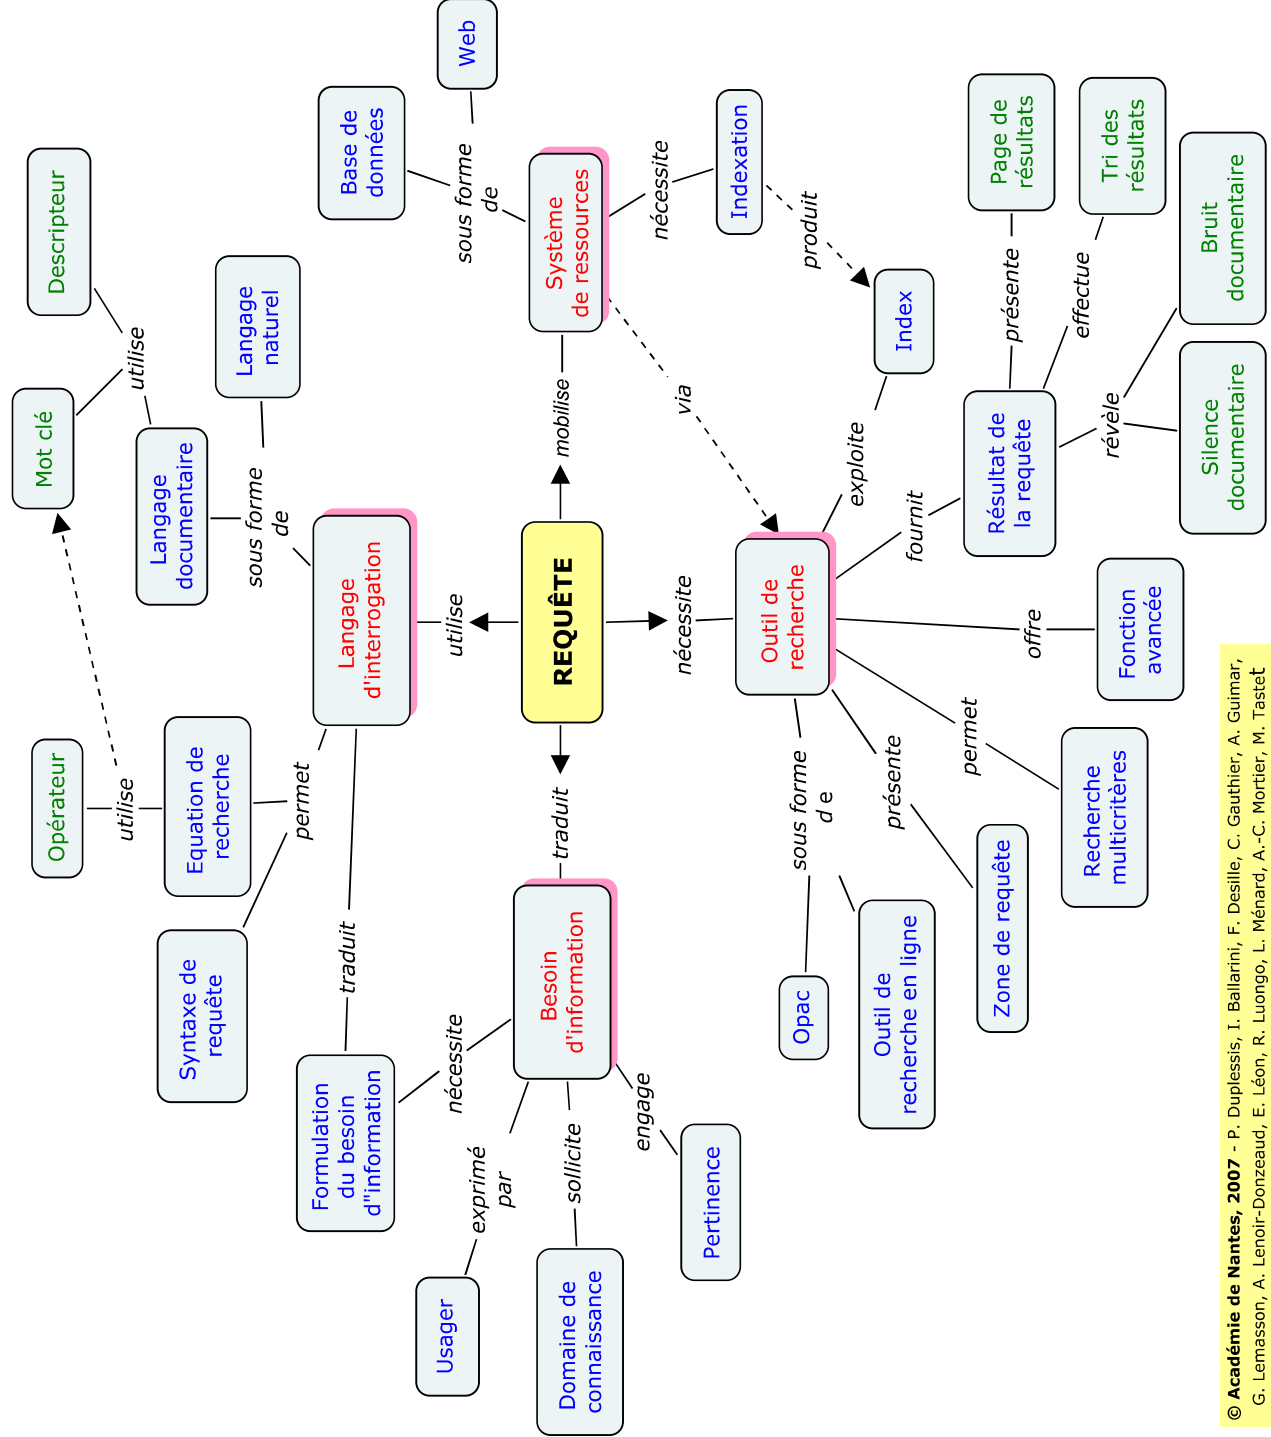 Opérateur
Mot clé
Descripteur
utilise
utilise
Syntaxe de
requête
Equation de
recherche
Langage
documentaire
Langage
naturel
permet
sous forme
de
Formulation
du besoin
d"information
traduit
Langage
d'interrogation
Base de
données
Web
sous forme
de
Usager
exprimé
par
nécessite
utilise
Domaine de
connaissance
sollicite
Besoin
d'information
traduit
REQUÊTE
mobilise
Système
de ressources
engage
Pertinence
nécessite
via
nécessite
Indexation
produit
Opac
sous forme
d e
Outil de
recherche
exploite
Index
Outil de
recherche en ligne
présente
fournit
Zone de requête
permet
offre
Résultat de
la requête
présente
Page de
résultats
effectue
Tri des
résultats
révèle
Recherche
multicritères
Fonction
avancée
Silence
documentaire
Bruit
documentaire
© Académie de Nantes, 2007 - P. Duplessis, I. Ballarini, F. Desille, C. Gauthier, A. Guimar,
G. Lemasson, A. Lenoir-Donzeaud, E. Léon, R. Luongo, L. Ménard, A.-C. Mortier, M. Tastet